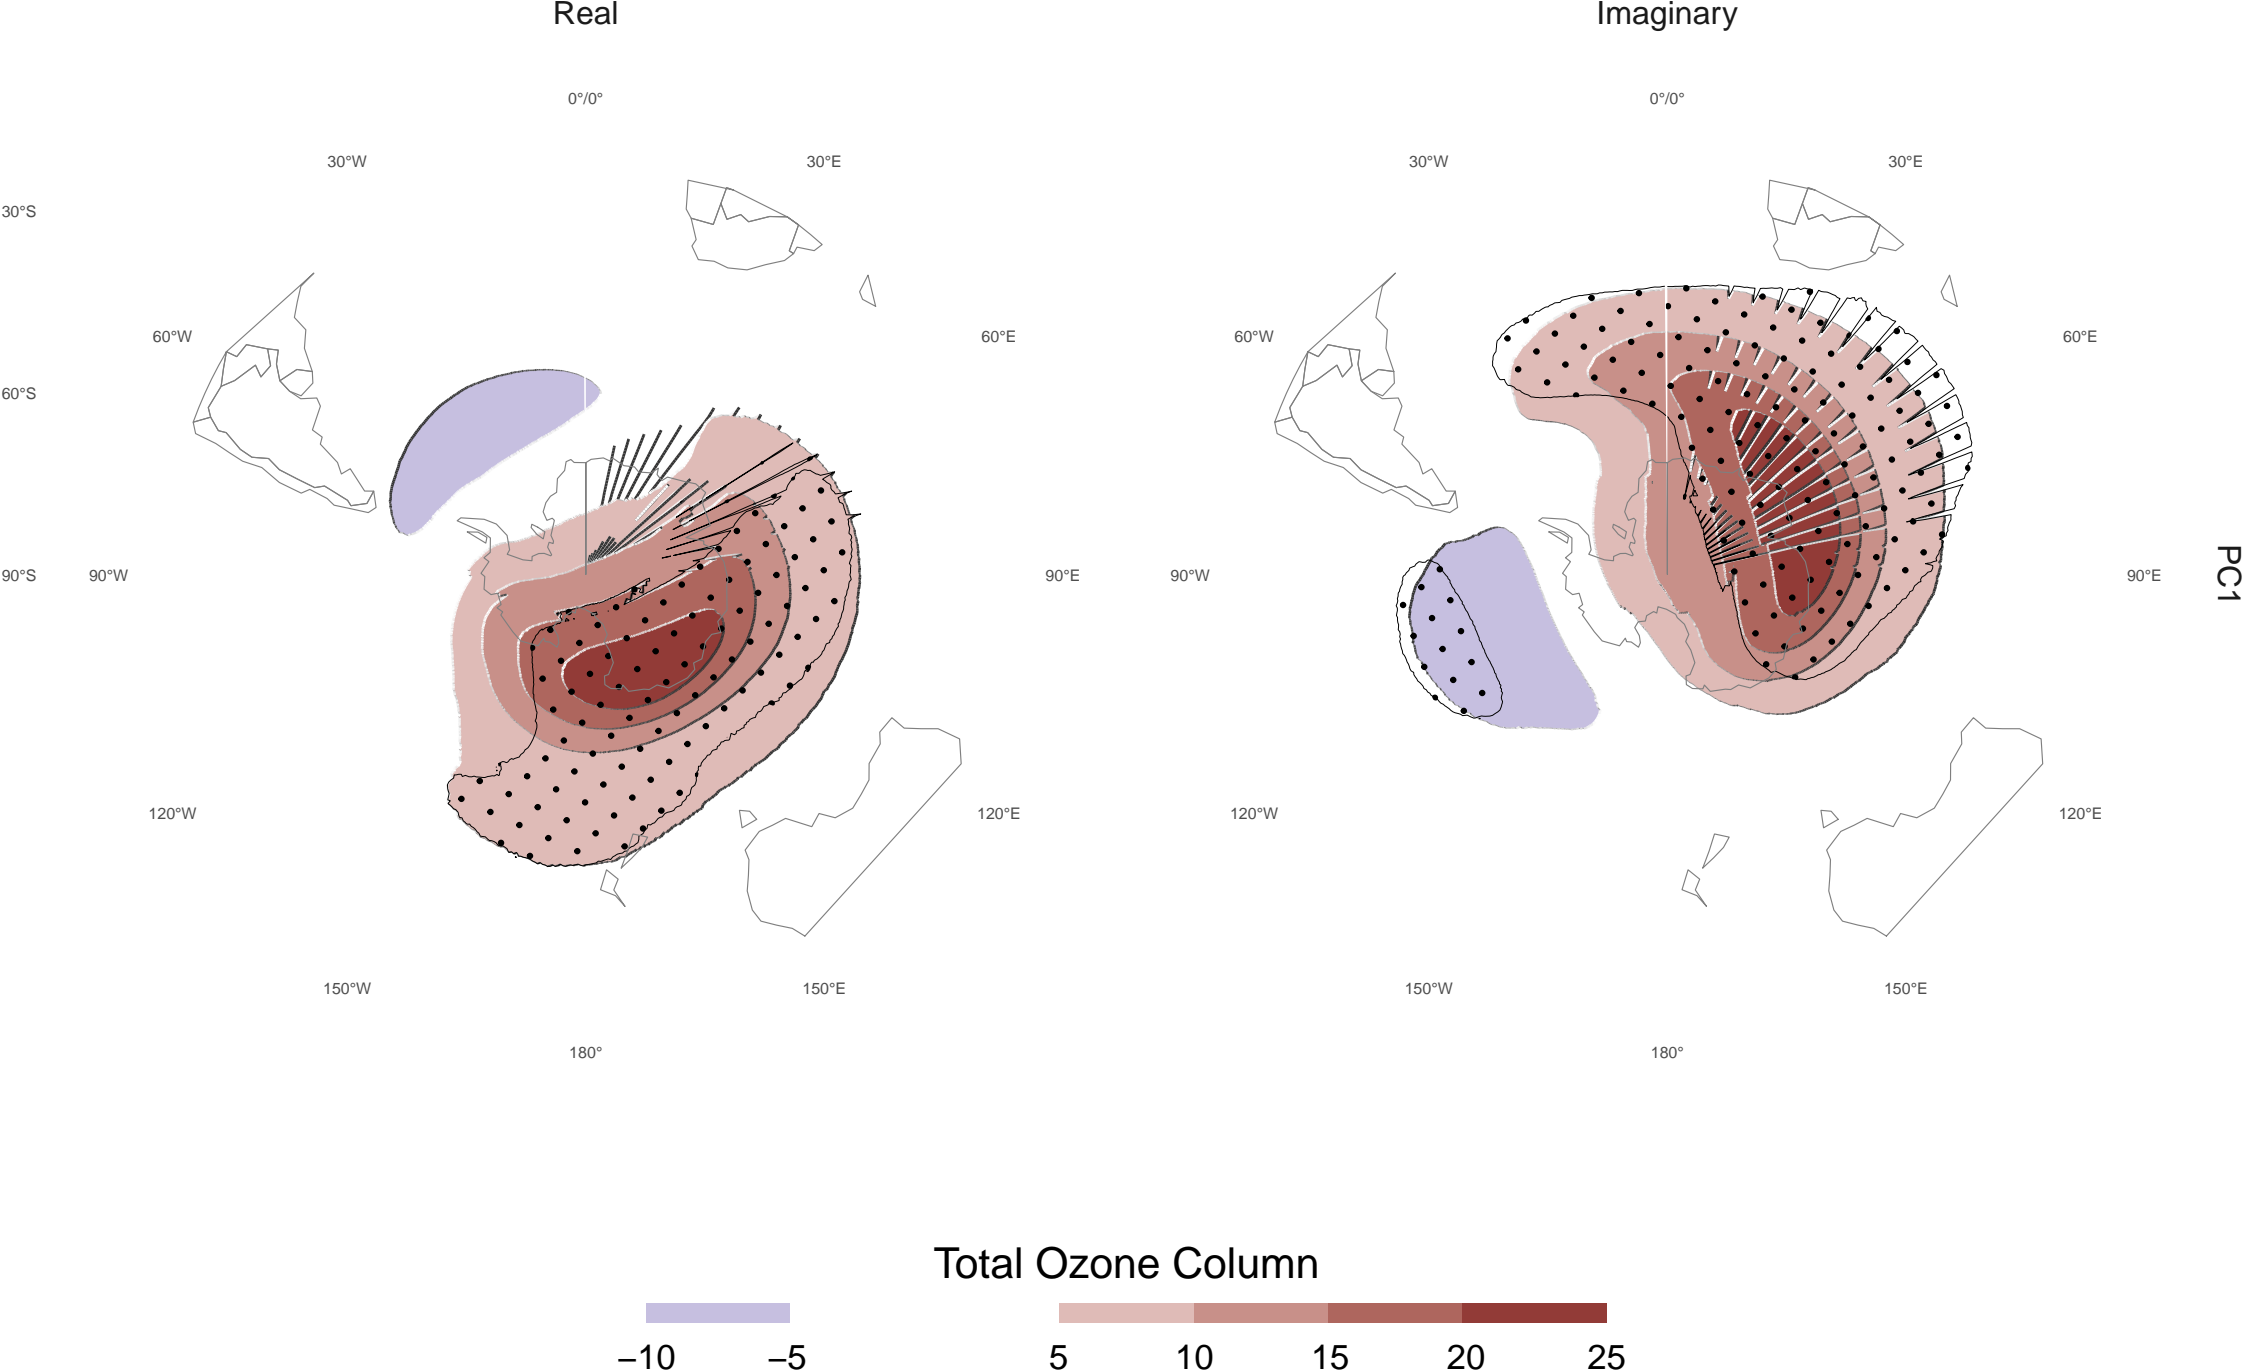 Real Imaginary
0°/0° 0°/0°
30°W 30°E 30°W 30°E
30°S
60°W 60°E 60°W 60°E
60°S
90°S 90°W 90°E 90°W 90°E
PC1
120°W 120°E 120°W 120°E
150°W 150°E 150°W 150°E
180° 180°
Total Ozone Column
−10 −5 5 10 15 20 25